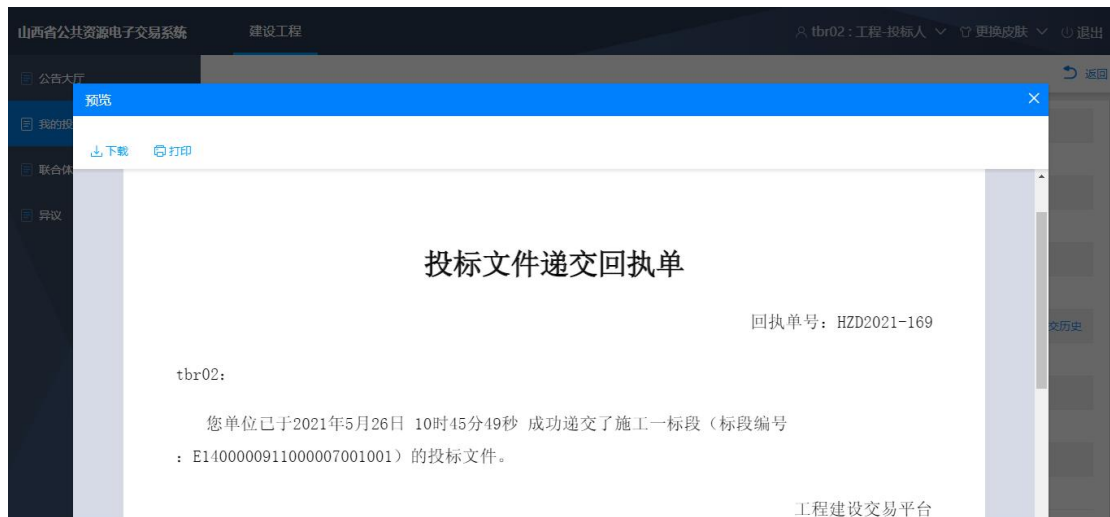 山西省公共资源电子交易系统 建设工程 tbr02 : 工程-投标人 更换皮肤 退出
公告大厅
返回
预览
我的投
下载 打印
联合体
异议
投标文件递交回执单
回执单号: HZD2021-169
交历史
tbr02:
您单位已于2021年5月26日 10时45分49秒 成功递交了施工一标段（标段编号
: E1400000911000007001001）的投标文件。
工程建设交易平台